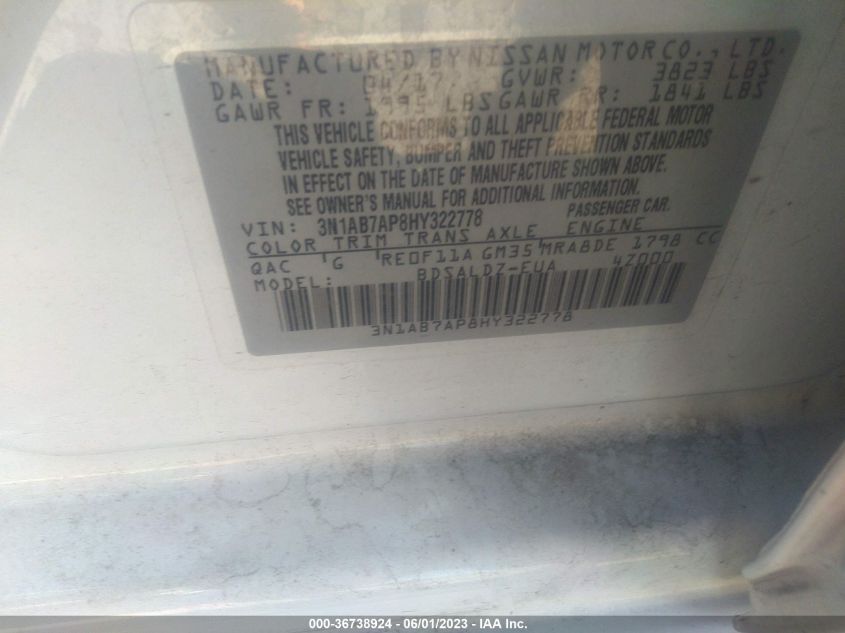 MANUFACTURED BY NISSAN MOTOR CO., LTD.
DATE: 04/17 GVWR: 3823 LBS
GAWR FR: 1995 LBS GAWR RR: 1841 LBS
THIS VEHICLE CONFORMS TO ALL APPLICABLE FEDERAL MOTOR
VEHICLE SAFETY, BUMPER AND THEFT PREVENTION STANDARDS
IN EFFECT ON THE DATE OF MANUFACTURE SHOWN ABOVE.
SEE OWNER'S MANUAL FOR ADDITIONAL INFORMATION.
VIN: 3N1AB7AP8HY322778 PASSENGER CAR.
COLOR TRIM TRANS AXLE ENGINE
QAC 'G 'RE0F11A GM35'MRA8DE 1798 CC
MODEL: BDSALDZ-EUA 4Z000
3N1AB7AP8HY322778
000-36738924 - 06/01/2023 - IAA Inc.